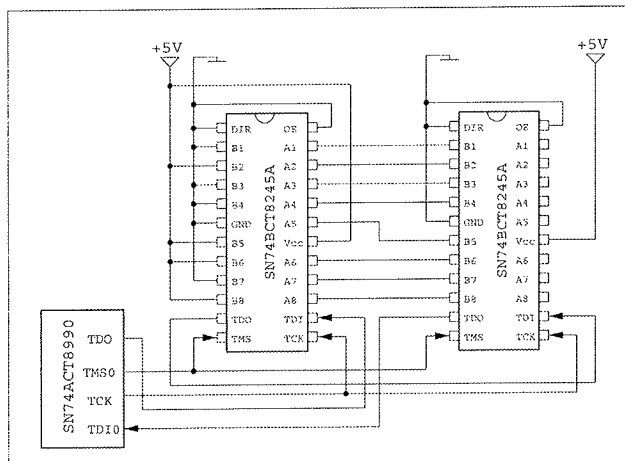 +5V
+5V
DIR OE
B1 A1
B2 A2
B3 A3
B4 A4
GND A5
B5 Vcc
B6 A6
B7 A7
B8 A8
TDO TDI
TMS TCK
SN74BCT8245A
DIR OE
B1 A1
B2 A2
B3 A3
B4 A4
GND A5
B5 Vcc
B6 A6
B7 A7
B8 A8
TDO TDI
TMS TCK
SN74BCT8245A
SN74ACT8990
TDO
TMS0
TCK
TDI0